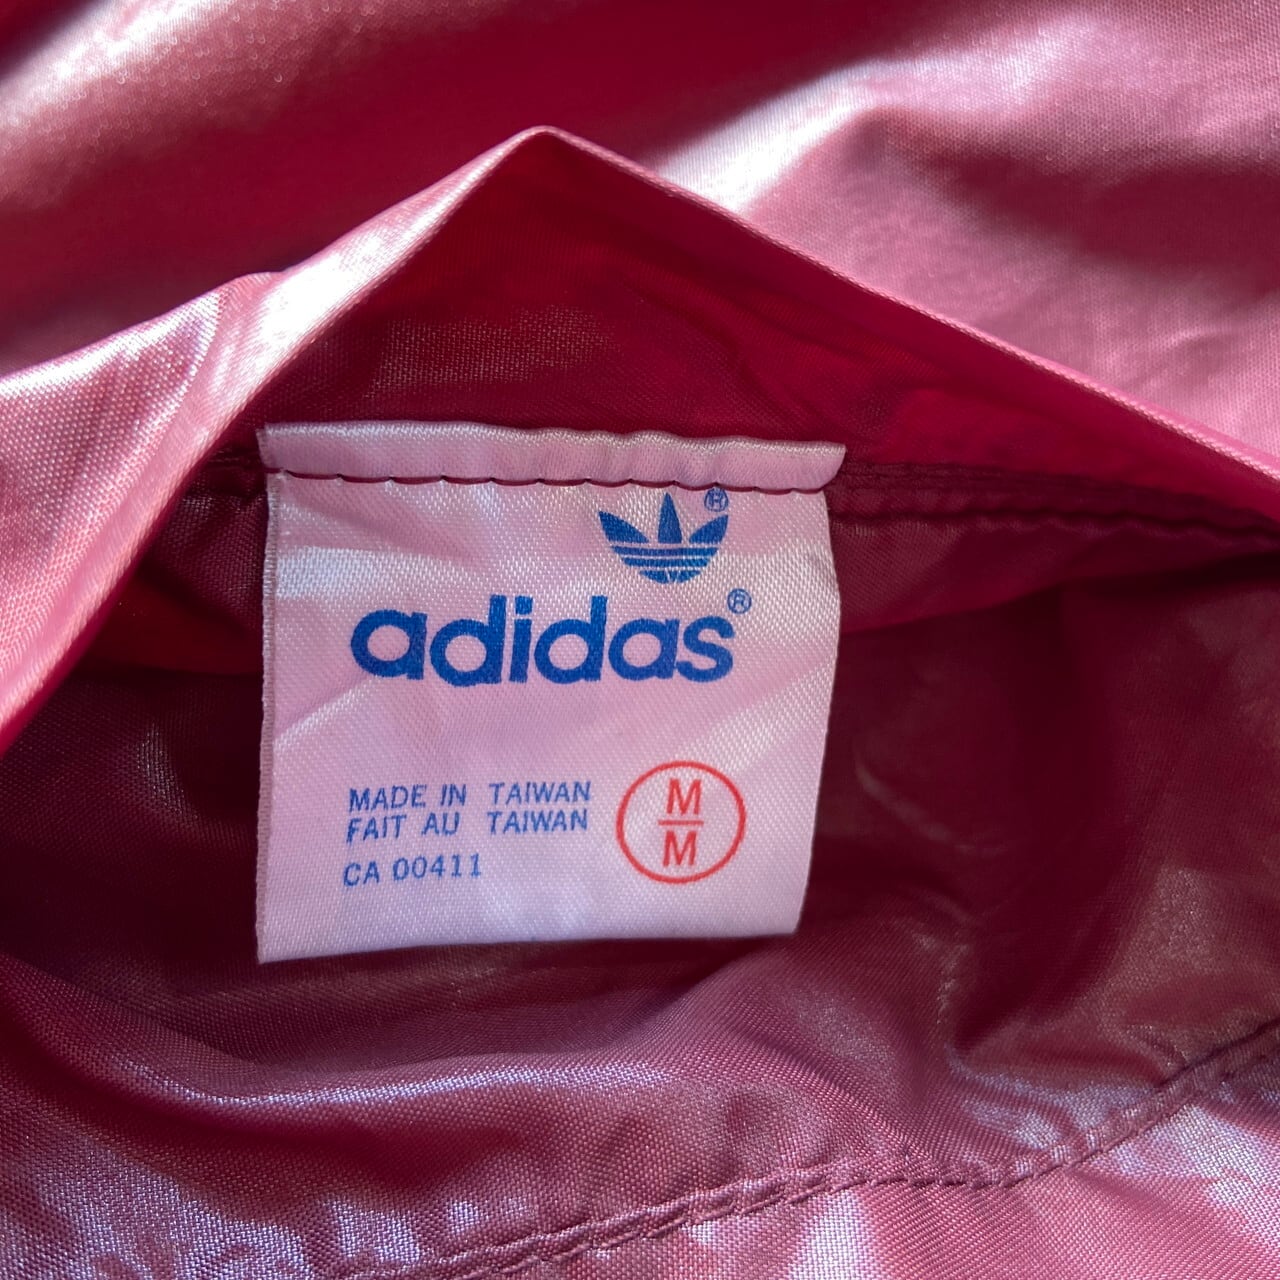 ®
adidas®
MADE IN TAIWAN
FAIT AU TAIWAN
CA 00411
M
M